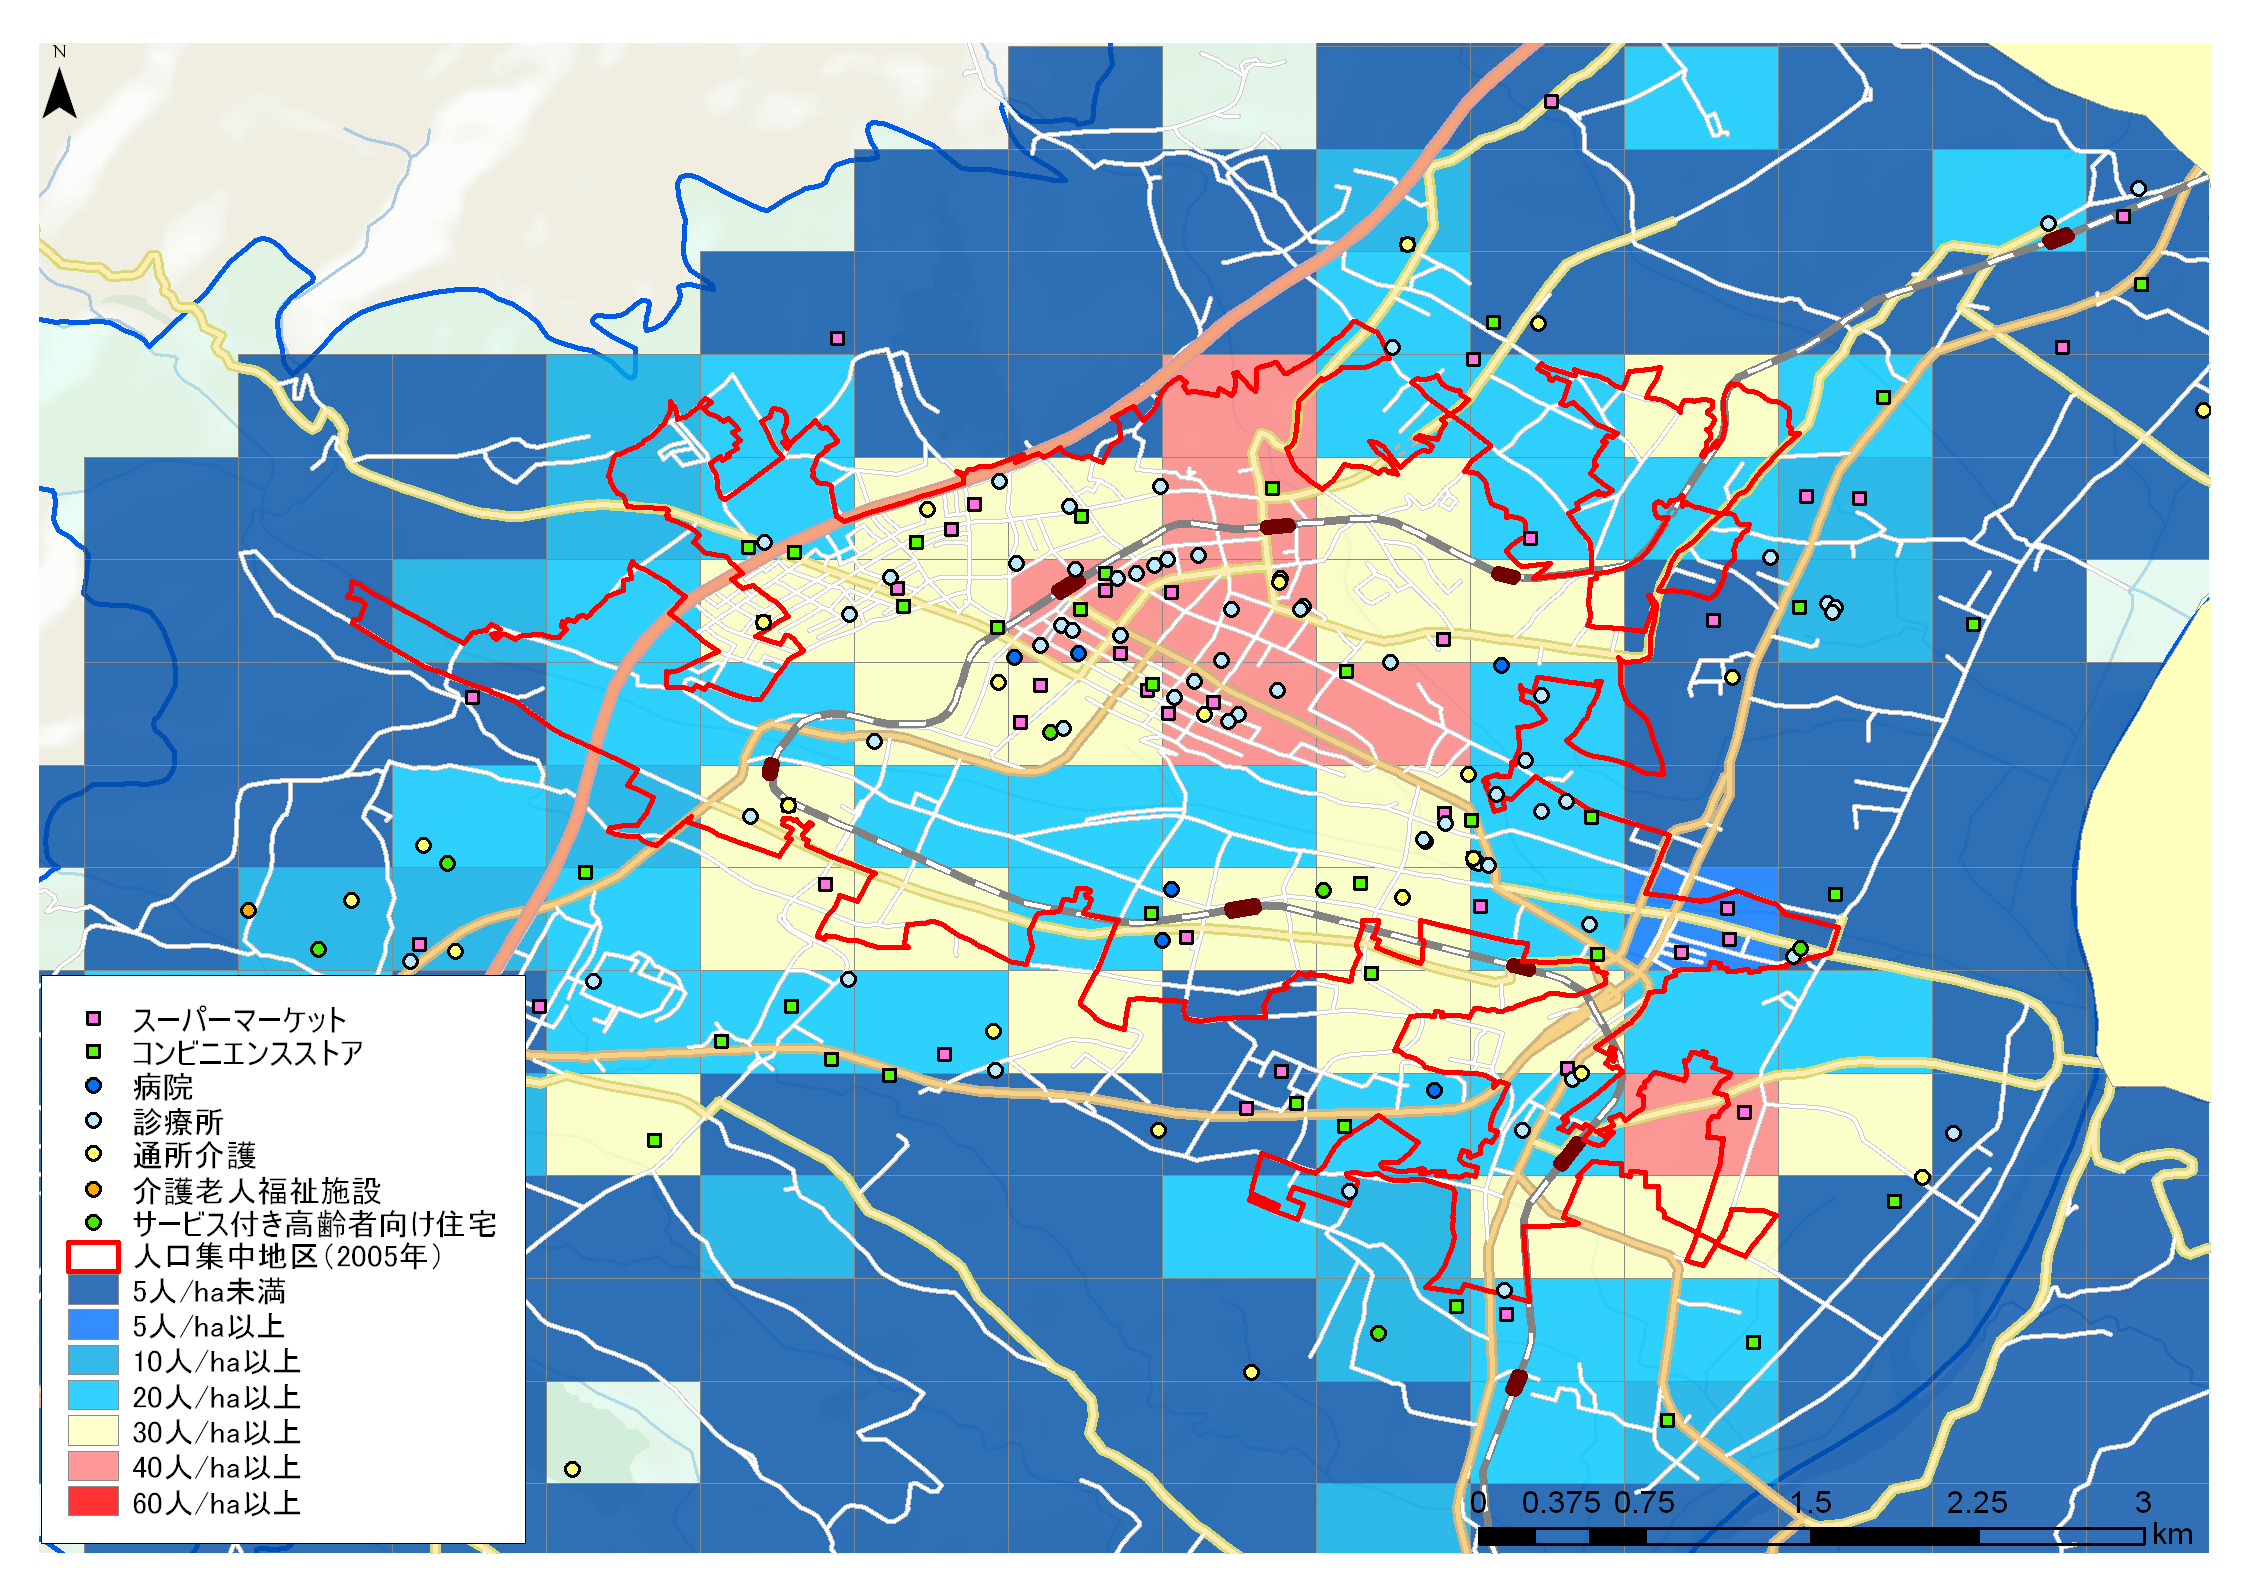 N
スーパーマーケット
コンビニエンスストア
病院
診療所
通所介護
介護老人福祉施設
サービス付き高齢者向け住宅
人口集中地区(2005年)
5人/ha未満
5人/ha以上
10人/ha以上
20人/ha以上
30人/ha以上
40人/ha以上
60人/ha以上
0 0.375 0.75 1.5 2.25 3
km